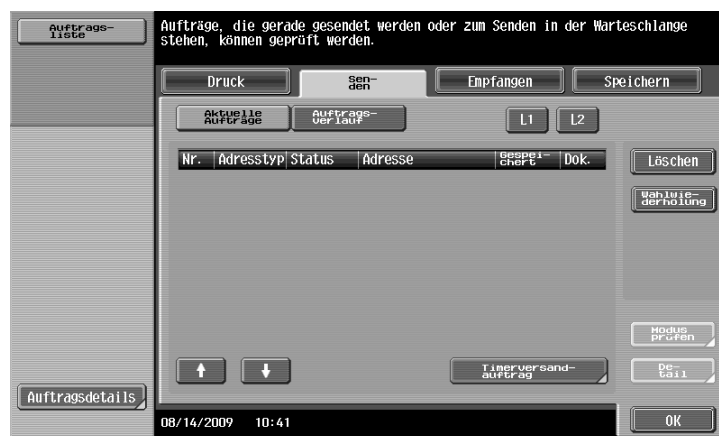 Auftrags-
liste
Aufträge, die gerade gesendet werden oder zum Senden in der Warteschlange
stehen, können geprüft werden.
Druck
Sen-
den
Empfangen
Speichern
Aktuelle
Aufträge
Auftrags-
verlauf
L1
L2
Nr. Adresstyp Status Adresse Gespei-
chert Dok.
Löschen
Wahlwie-
derholung
Modus
prüfen
Timerversand-
auftrag
De-
tail
Auftragsdetails
08/14/2009 10:41
OK